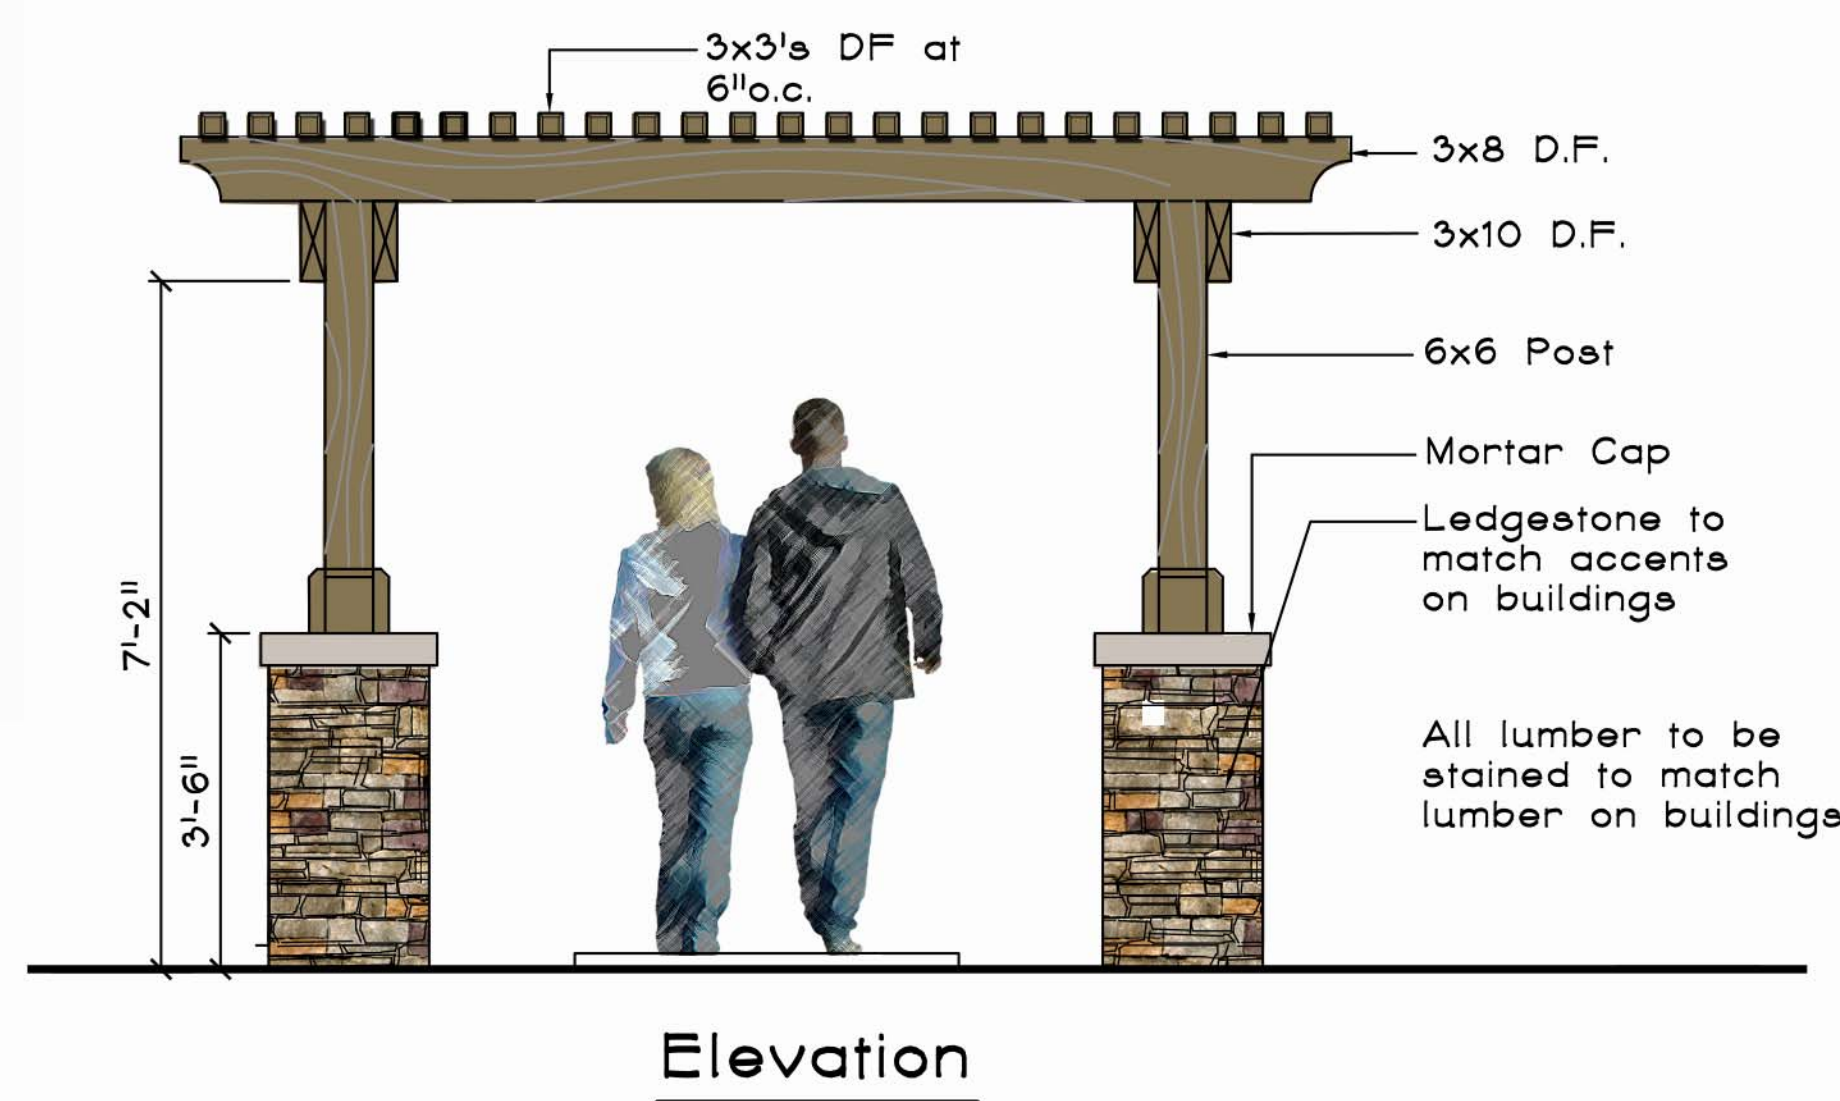 3x3's DF at
6"o.c.
3x8 D.F.
3x10 D.F.
6x6 Post
Mortar Cap
Ledgestone to
match accents
on buildings
7'-2"
3'-6"
All lumber to be
stained to match
lumber on buildings
Elevation